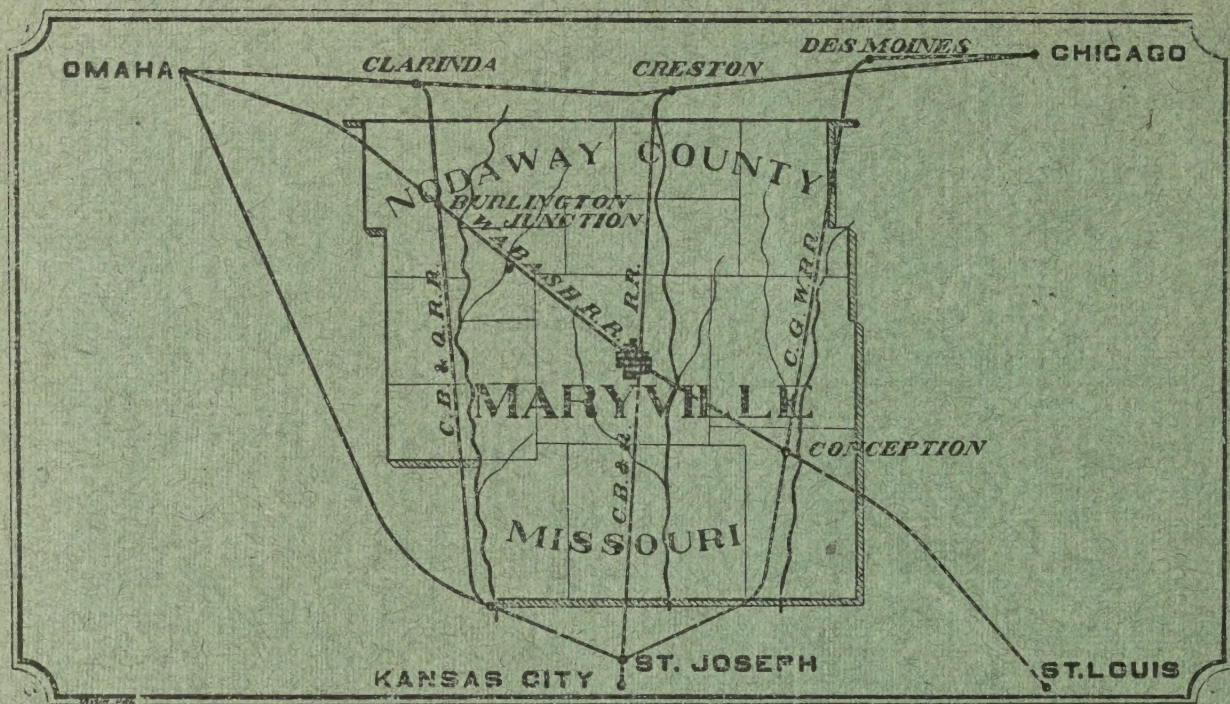 OMAHA
CLARINDA
CRESTON
DES MOINES
CHICAGO
NODAWAY COUNTY
BURLINGTON
JUNCTION
WABASH R.R.
R.R.
C.B. & Q.R.R.
C.G.W.R.R.
MARYVILLE
CONCEPTION
C.B. &
MISSOURI
ST. JOSEPH
KANSAS CITY
ST. LOUIS